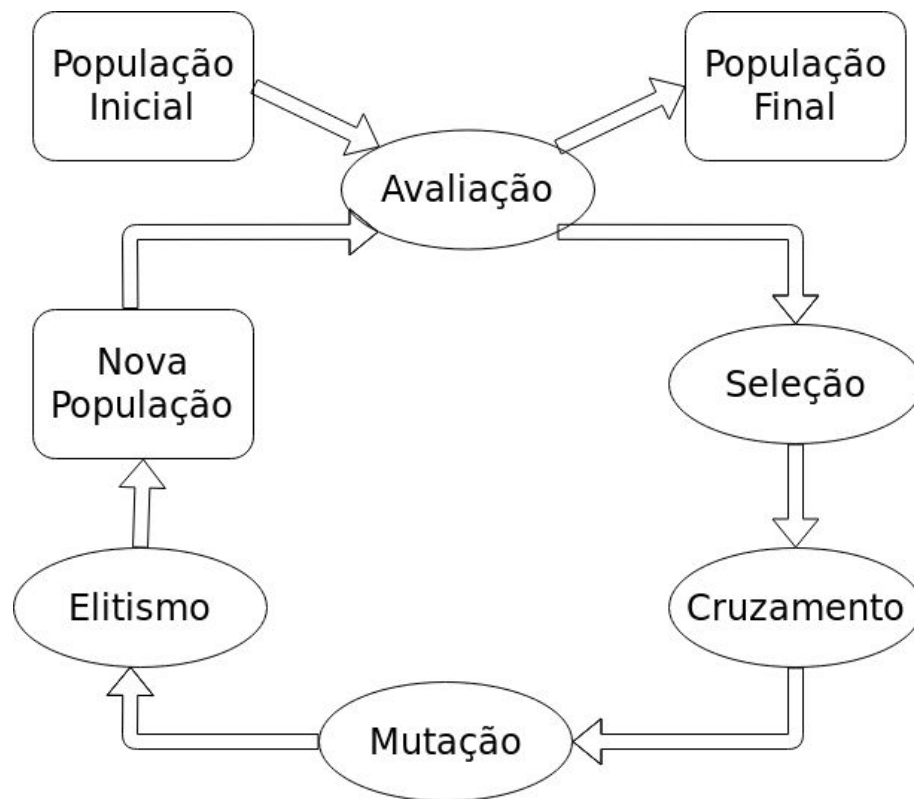 População
Inicial
População
Final
Avaliação
Nova
População
Seleção
Elitismo
Cruzamento
Mutação